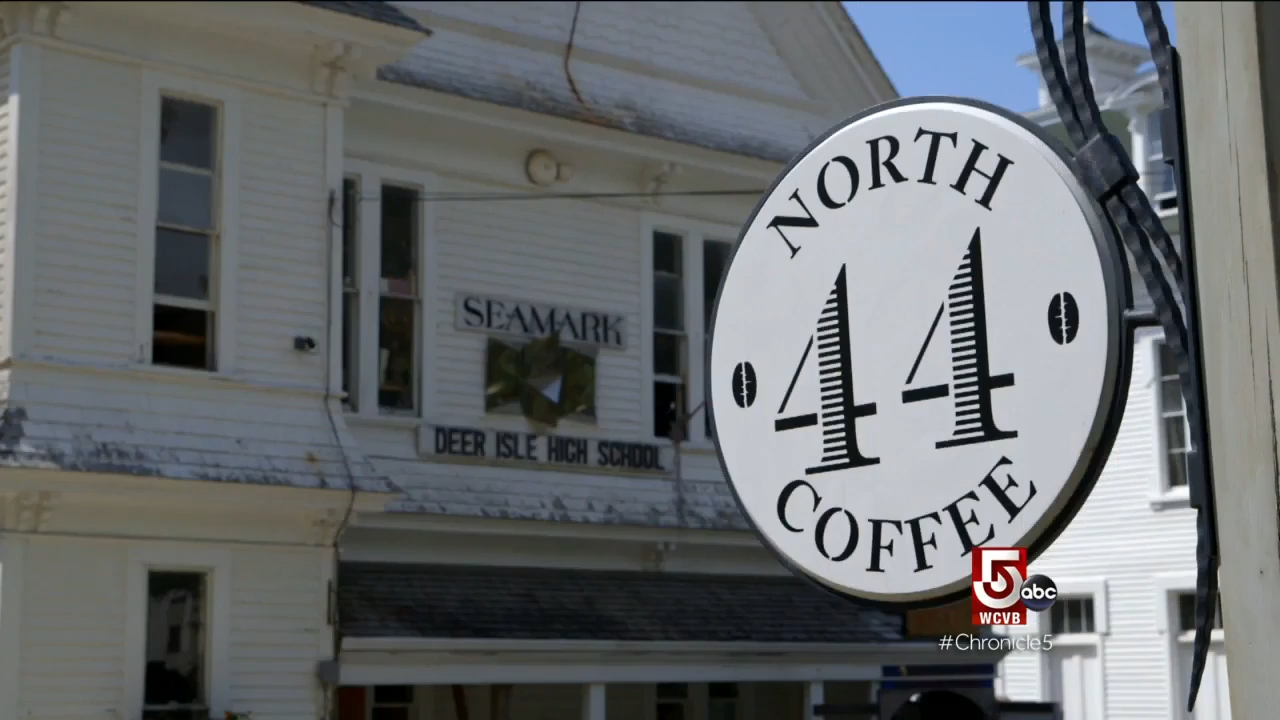 NORTH
44
COFFEE
SEAMARK
DEER ISLE HIGH SCHOOL
5
abc
WCVB
#Chronicle5